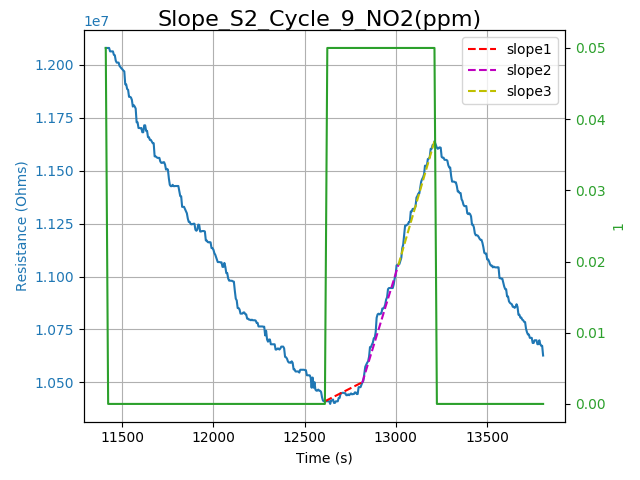 Slope_S2_Cycle_9_NO2(ppm)
1e7
slope1
slope2
slope3
1.200
1.175
1.150
1.125
1.100
1.075
1.050
Resistance (Ohms)
0.05
0.04
0.03
0.02
0.01
0.00
1
11500 12000 12500 13000 13500
Time (s)